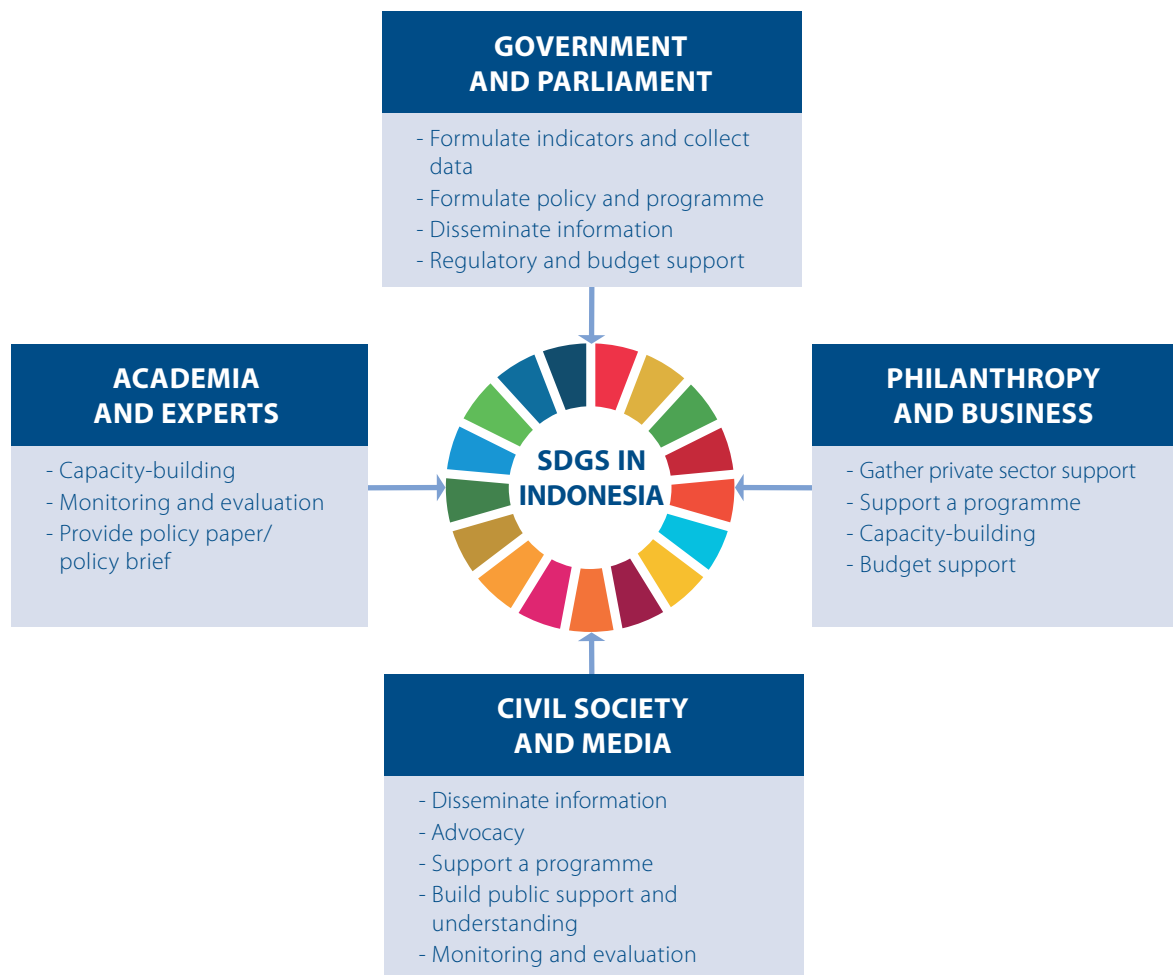 GOVERNMENT
AND PARLIAMENT
- Formulate indicators and collect
data
- Formulate policy and programme
- Disseminate information
- Regulatory and budget support
ACADEMIA
AND EXPERTS
- Capacity-building
- Monitoring and evaluation
- Provide policy paper/
policy brief
SDGS IN
INDONESIA
PHILANTHROPY
AND BUSINESS
- Gather private sector support
- Support a programme
- Capacity-building
- Budget support
CIVIL SOCIETY
AND MEDIA
- Disseminate information
- Advocacy
- Support a programme
- Build public support and
understanding
- Monitoring and evaluation